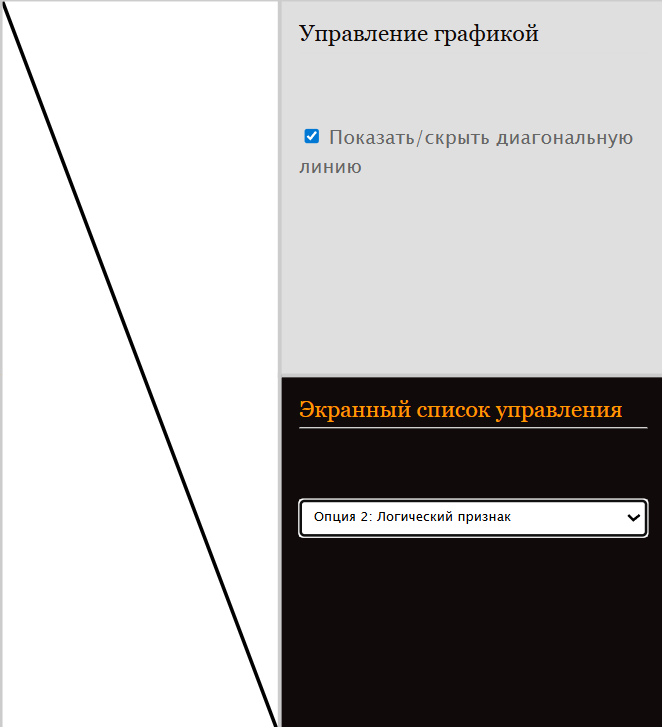 Управление графикой
Показать/скрыть диагональную
линию
Экранный список управления
Опция 2: Логический признак